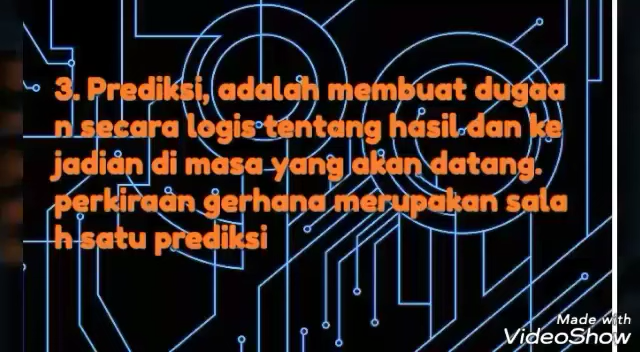 3. Prediksi, adalah membuat dugaa
n secara logis tentang hasil dan ke
jadian di masa yang akan datang.
perkiraan gerhana merupakan sala
h satu prediksi
Made with
VideoShow